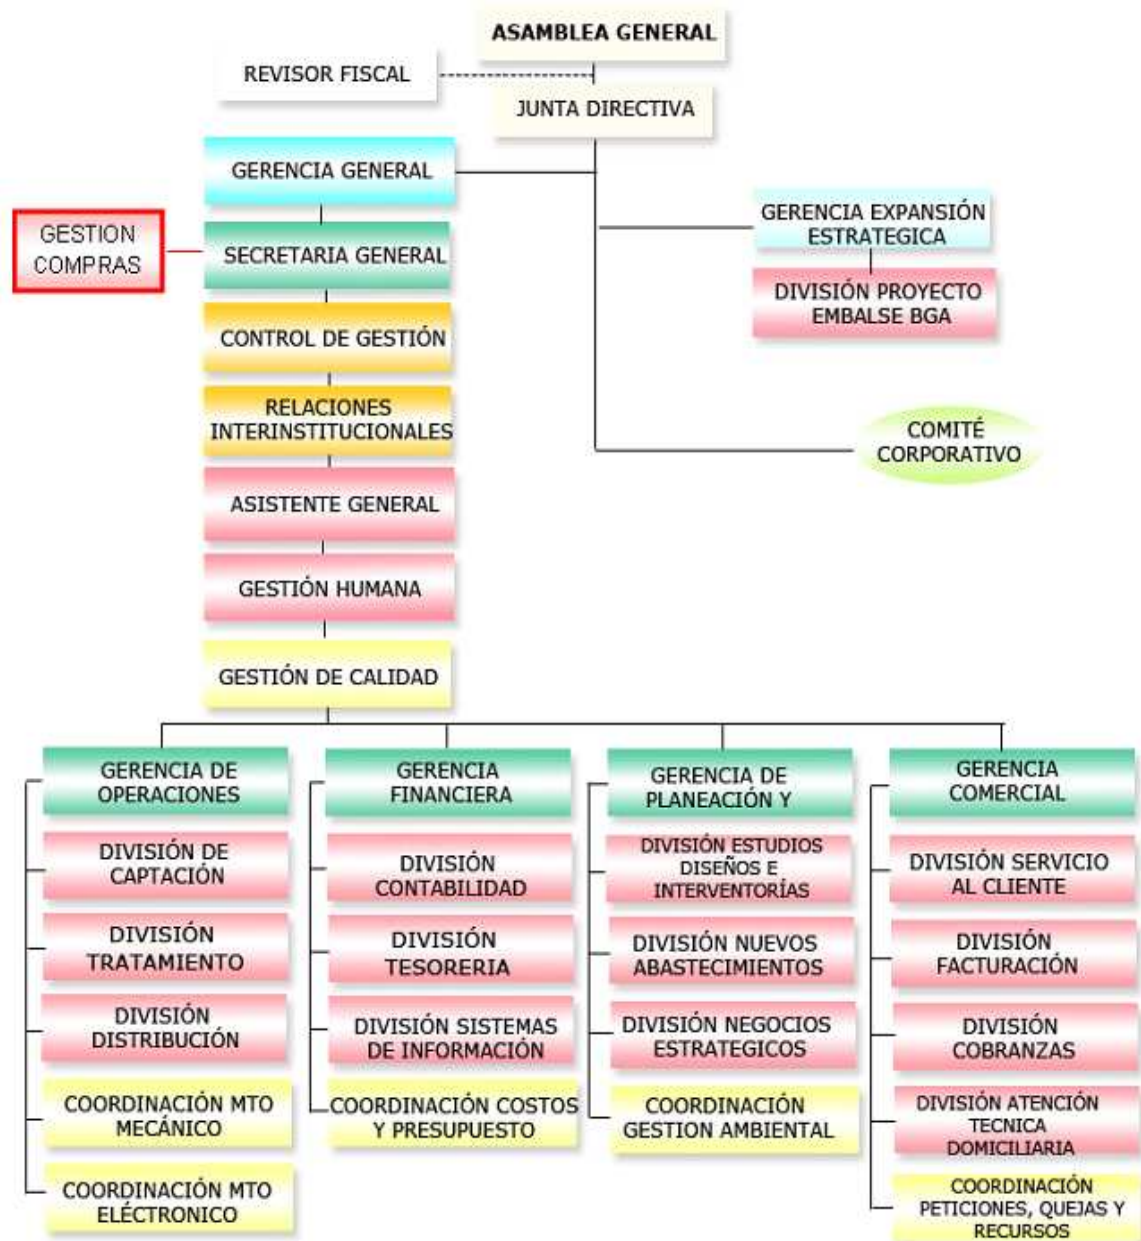 ASAMBLEA GENERAL
REVISOR FISCAL
JUNTA DIRECTIVA
GERENCIA GENERAL
GERENCIA EXPANSIÓN
ESTRATEGICA
GESTION
COMPRAS
SECRETARIA GENERAL
DIVISIÓN PROYECTO
EMBALSE BGA
CONTROL DE GESTIÓN
RELACIONES
INTERINSTITUCIONALES
COMITÉ
CORPORATIVO
ASISTENTE GENERAL
GESTIÓN HUMANA
GESTIÓN DE CALIDAD
GERENCIA DE
OPERACIONES
DIVISIÓN DE
CAPTACIÓN
DIVISIÓN
TRATAMIENTO
DIVISIÓN
DISTRIBUCIÓN
COORDINACIÓN MTO
MECÁNICO
COORDINACIÓN MTO
ELÉCTRONICO
GERENCIA
FINANCIERA
DIVISIÓN
CONTABILIDAD
DIVISIÓN
TESORERIA
DIVISIÓN SISTEMAS
DE INFORMACIÓN
COORDINACIÓN COSTOS
Y PRESUPUESTO
GERENCIA DE
PLANEACIÓN Y
DIVISIÓN ESTUDIOS
DISEÑOS E
INTERVENTORÍAS
DIVISIÓN NUEVOS
ABASTECIMIENTOS
DIVISIÓN NEGOCIOS
ESTRATEGICOS
COORDINACIÓN
GESTION AMBIENTAL
GERENCIA
COMERCIAL
DIVISIÓN SERVICIO
AL CLIENTE
DIVISIÓN
FACTURACIÓN
DIVISIÓN
COBRANZAS
DIVISIÓN ATENCIÓN
TECNICA
DOMICILIARIA
COORDINACIÓN
PETICIONES, QUEJAS Y
RECURSOS